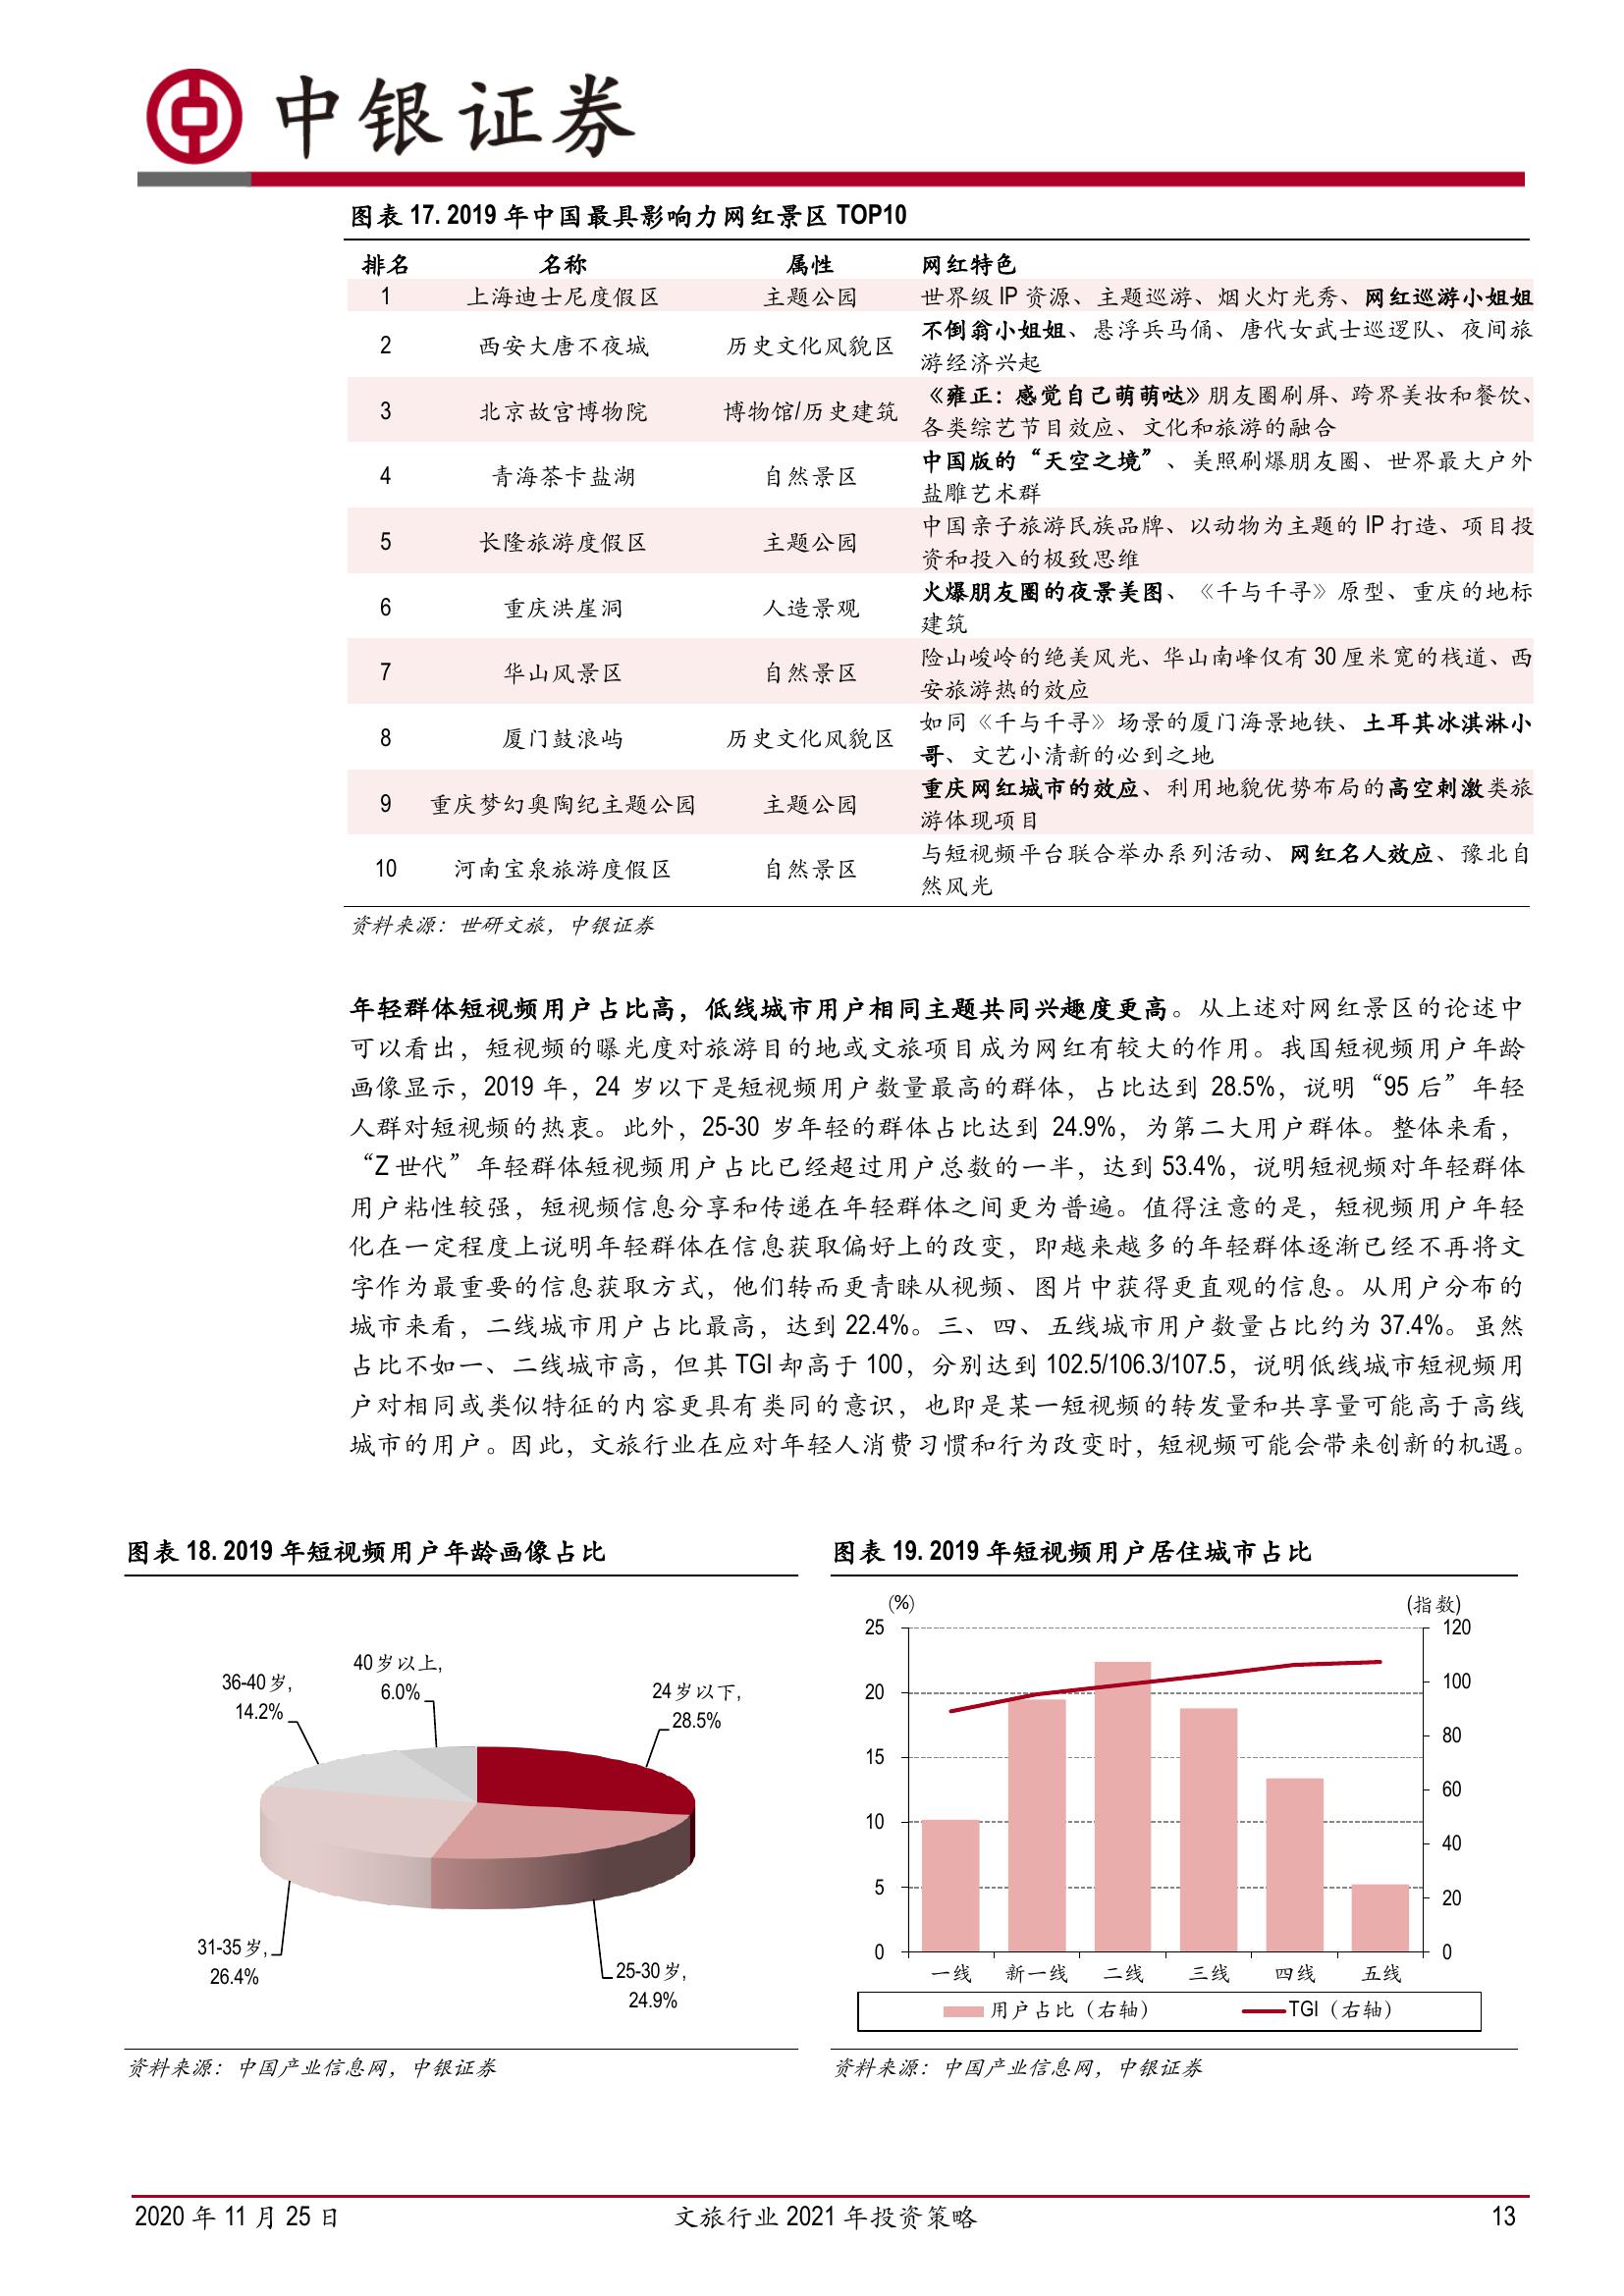 中银证券
图表 17. 2019 年中国最具影响力网红景区 TOP10
排名 名称 属性 网红特色
1 上海迪士尼度假区 主题公园 世界级 IP 资源、主题巡游、烟火灯光秀、网红巡游小姐姐
2 西安大唐不夜城 历史文化风貌区 不倒翁小姐姐、悬浮兵马俑、唐代女武士巡逻队、夜间旅
游经济兴起
3 北京故宫博物院 博物馆/历史建筑 《雍正：感觉自己萌萌哒》朋友圈刷屏、跨界美妆和餐饮、
各类综艺节目效应、文化和旅游的融合
4 青海茶卡盐湖 自然景区 中国版的“天空之境”、美照刷爆朋友圈、世界最大户外
盐雕艺术群
5 长隆旅游度假区 主题公园 中国亲子旅游民族品牌、以动物为主题的 IP 打造、项目投
资和投入的极致思维
6 重庆洪崖洞 人造景观 火爆朋友圈的夜景美图、《千与千寻》原型、重庆的地标
建筑
7 华山风景区 自然景区 险山峻岭的绝美风光、华山南峰仅有 30 厘米宽的栈道、西
安旅游热的效应
8 厦门鼓浪屿 历史文化风貌区 如同《千与千寻》场景的厦门海景地铁、土耳其冰淇淋小
哥、文艺小清新的必到之地
9 重庆梦幻奥陶纪主题公园 主题公园 重庆网红城市的效应、利用地貌优势布局的高空刺激类旅
游体现项目
10 河南宝泉旅游度假区 自然景区 与短视频平台联合举办系列活动、网红名人效应、豫北自
然风光
资料来源：世研文旅，中银证券
年轻群体短视频用户占比高，低线城市用户相同主题共同兴趣度更高。从上述对网红景区的论述中
可以看出，短视频的曝光度对旅游目的地或文旅项目成为网红有较大的作用。我国短视频用户年龄
画像显示，2019 年，24 岁以下是短视频用户数量最高的群体，占比达到 28.5%，说明“95 后”年轻
人群对短视频的热衷。此外，25-30 岁年轻的群体占比达到 24.9%，为第二大用户群体。整体来看，
“Z 世代”年轻群体短视频用户占比已经超过用户总数的一半，达到 53.4%，说明短视频对年轻群体
用户粘性较强，短视频信息分享和传递在年轻群体之间更为普遍。值得注意的是，短视频用户年轻
化在一定程度上说明年轻群体在信息获取偏好上的改变，即越来越多的年轻群体逐渐已经不再将文
字作为最重要的信息获取方式，他们转而更青睐从视频、图片中获得更直观的信息。从用户分布的
城市来看，二线城市用户占比最高，达到 22.4%。三、四、五线城市用户数量占比约为 37.4%。虽然
占比不如一、二线城市高，但其 TGI 却高于 100，分别达到 102.5/106.3/107.5，说明低线城市短视频用
户对相同或类似特征的内容更具有类同的意识，也即是某一短视频的转发量和共享量可能高于高线
城市的用户。因此，文旅行业在应对年轻人消费习惯和行为改变时，短视频可能会带来创新的机遇。
图表 18. 2019 年短视频用户年龄画像占比
40岁以上,
6.0%
36-40岁,
14.2%
24岁以下,
28.5%
31-35岁,
26.4%
25-30岁,
24.9%
资料来源：中国产业信息网，中银证券
图表 19. 2019 年短视频用户居住城市占比
(%) (指数)
25 120
20 100
80
15
60
10
40
5
20
0 0
一线 新一线 二线 三线 四线 五线
用户占比（右轴） TGI（右轴）
资料来源：中国产业信息网，中银证券
2020 年 11 月 25 日 文旅行业 2021 年投资策略 13